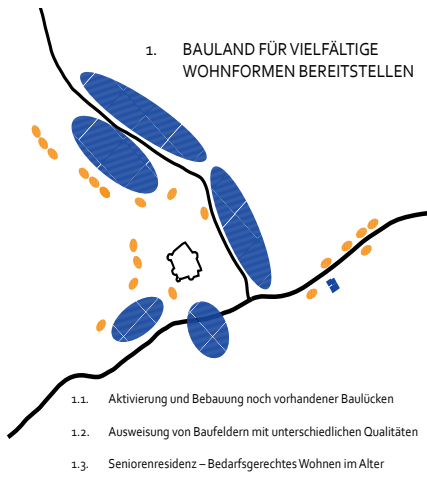 1. BAULAND FÜR VIELFÄLTIGE
WOHNFORMEN BEREITSTELLEN
1.1. Aktivierung und Bebauung noch vorhandener Baulücken
1.2. Ausweisung von Baufeldern mit unterschiedlichen Qualitäten
1.3. Seniorenresidenz – Bedarfsgerechtes Wohnen im Alter